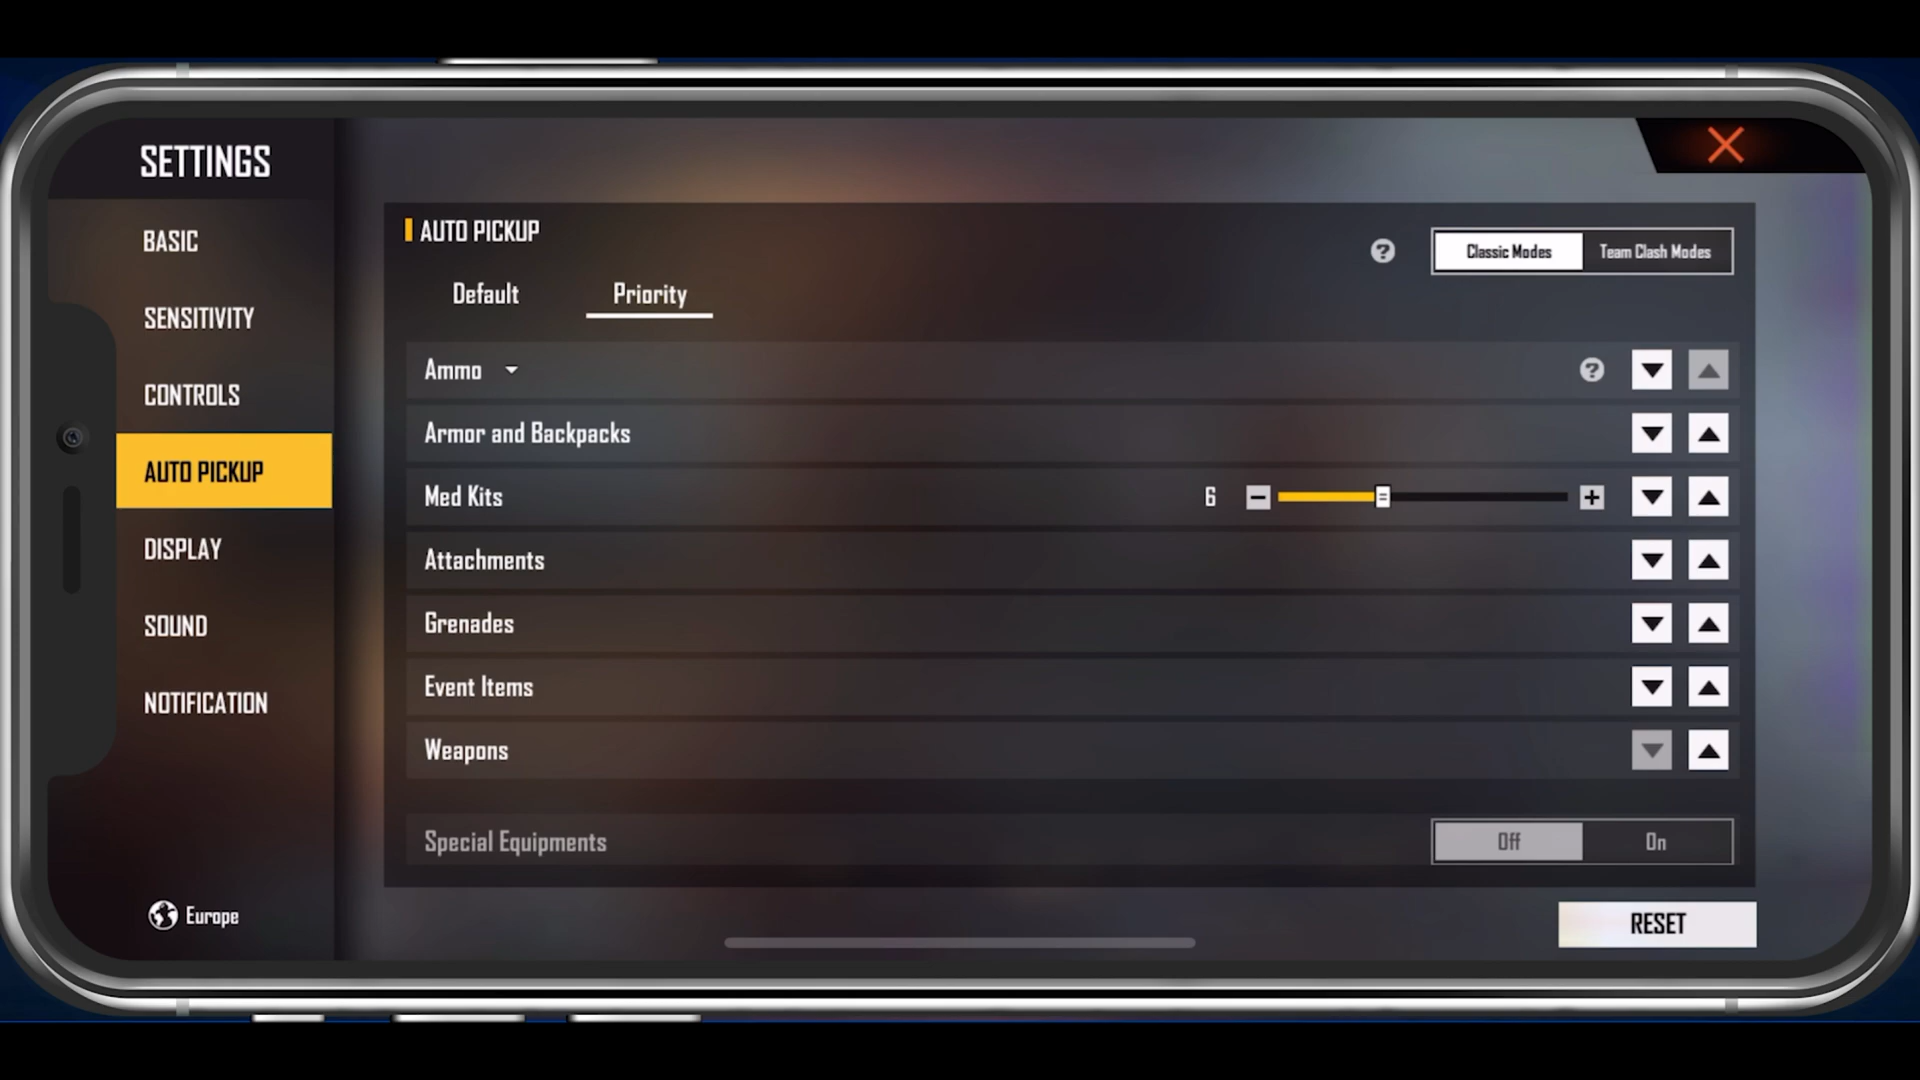 SETTINGS
BASIC
SENSITIVITY
CONTROLS
AUTO PICKUP
DISPLAY
SOUND
NOTIFICATION
Europe
AUTO PICKUP
? Classic Modes Team Clash Modes
Default Priority
Ammo ?
Armor and Backpacks
Med Kits 6
Attachments
Grenades
Event Items
Weapons
Special Equipments Off On
RESET